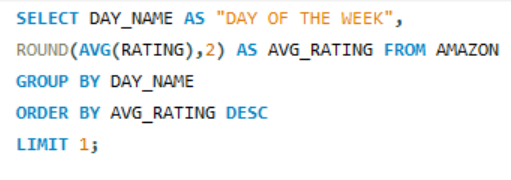 SELECT DAY_NAME AS "DAY OF THE WEEK",
ROUND(AVG(RATING),2) AS AVG_RATING FROM AMAZON
GROUP BY DAY_NAME
ORDER BY AVG_RATING DESC
LIMIT 1;